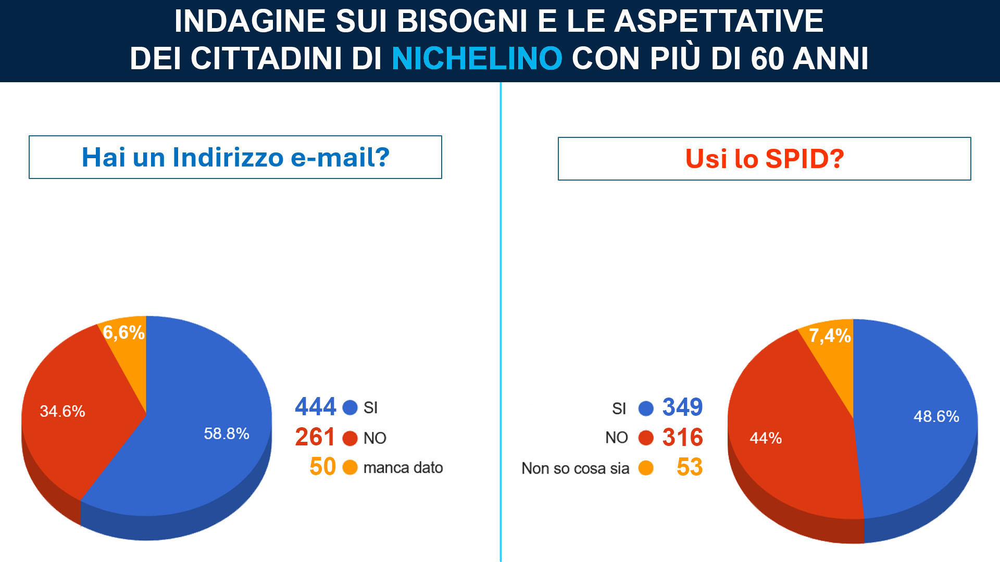 INDAGINE SUI BISOGNI E LE ASPETTATIVE
DEI CITTADINI DI NICHELINO CON PIÙ DI 60 ANNI
Hai un Indirizzo e-mail?
6,6%
34.6%
58.8%
444 SI
261 NO
50 manca dato
Usi lo SPID?
SI 349
NO 316
Non so cosa sia 53
7,4%
48.6%
44%